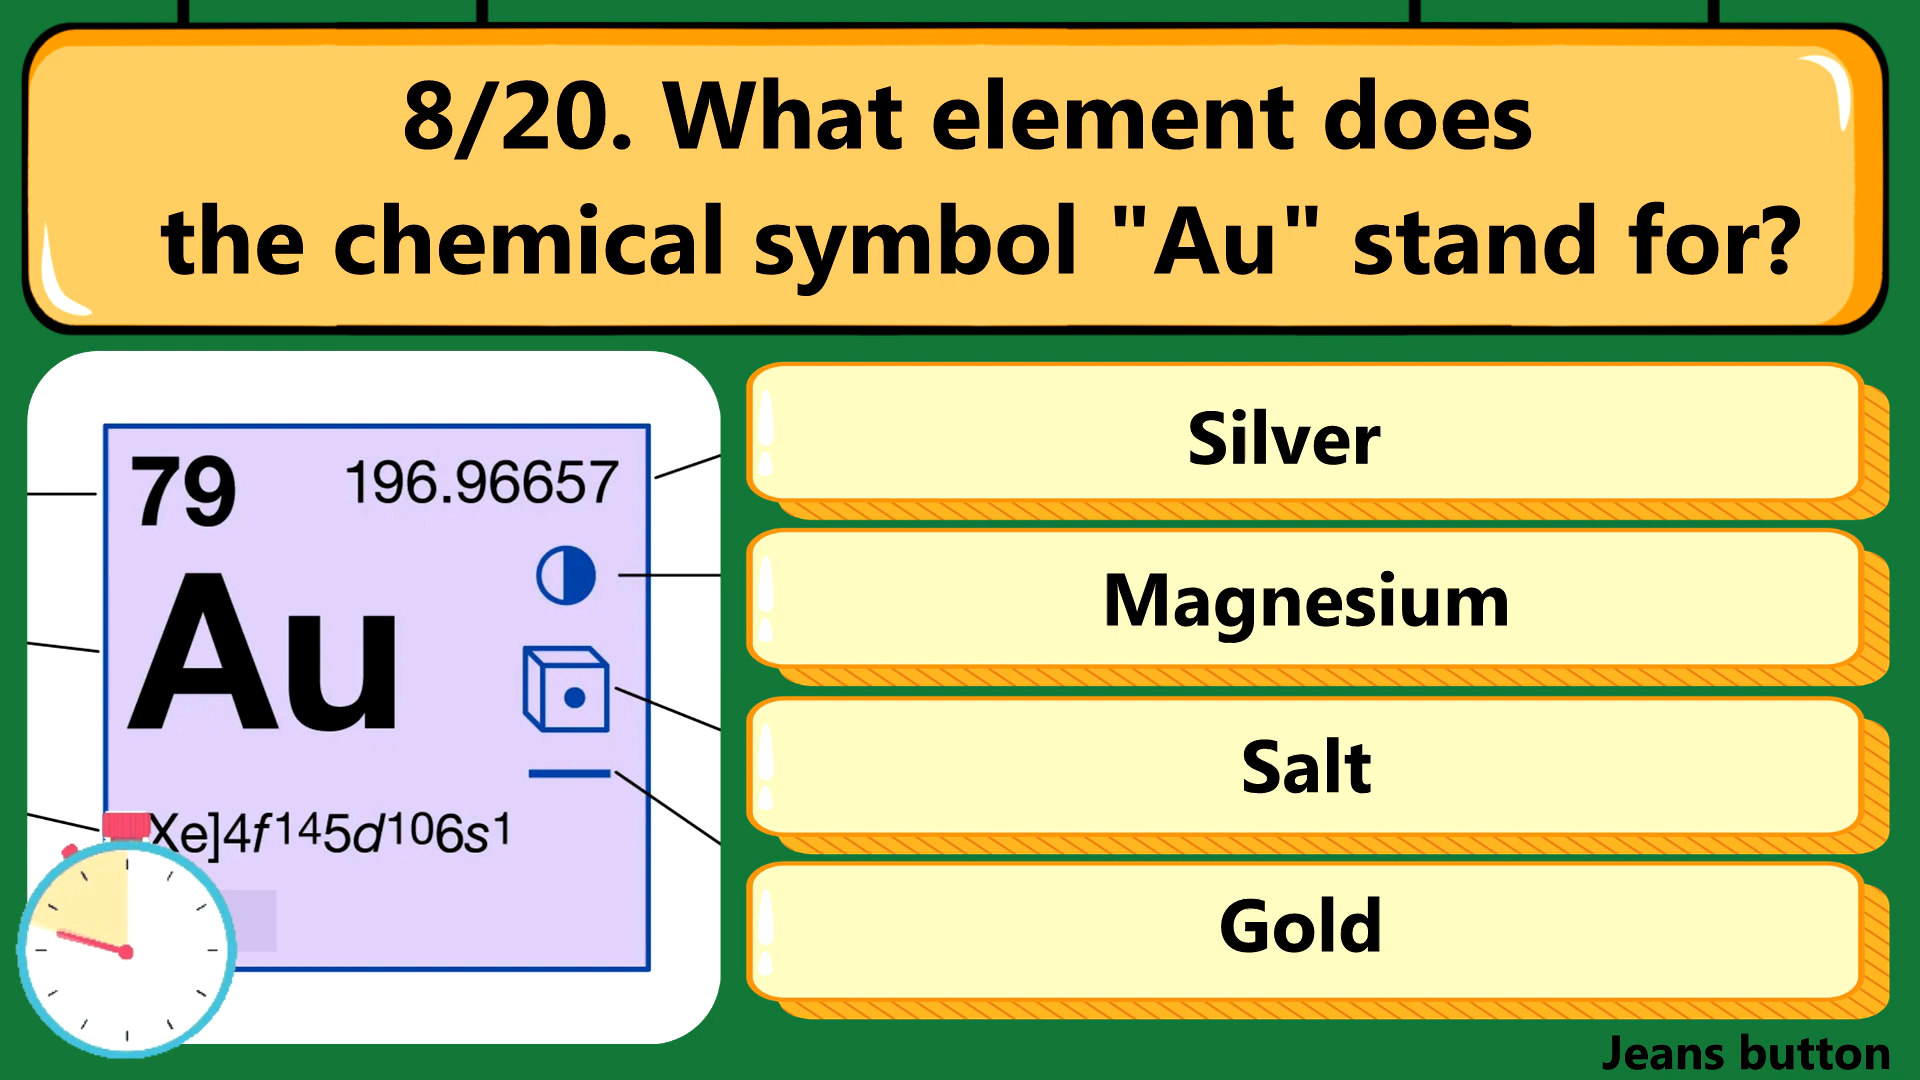 8/20. What element does
the chemical symbol "Au" stand for?
79 196.96657
Au
Xe]4f145d106s1
Silver
Magnesium
Salt
Gold
Jeans button